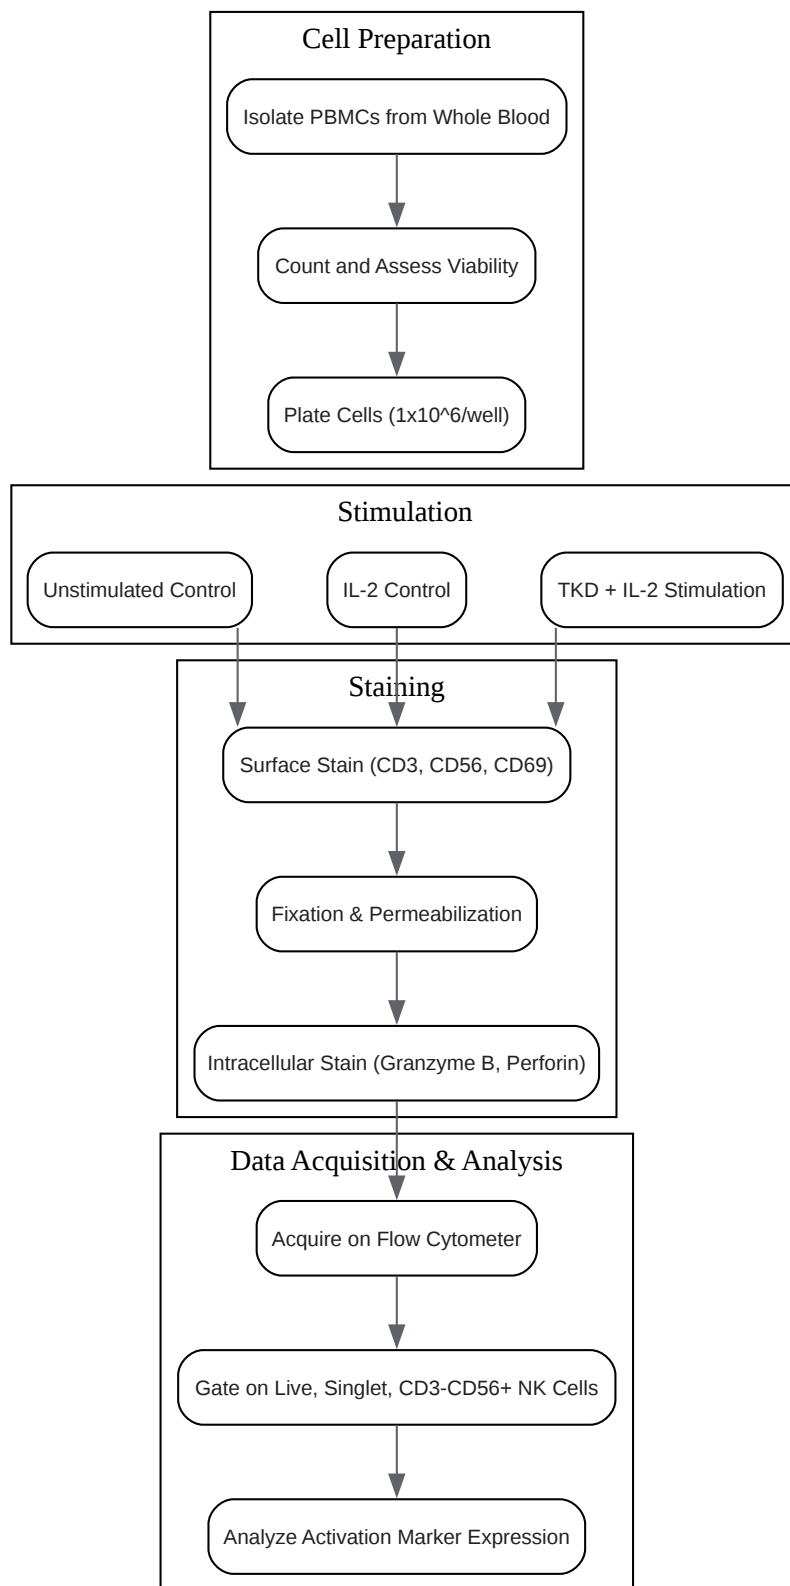 Cell Preparation
Isolate PBMCs from Whole Blood
Count and Assess Viability
Plate Cells (1x10^6/well)
Stimulation
Unstimulated Control
IL-2 Control
TKD + IL-2 Stimulation
Staining
Surface Stain (CD3, CD56, CD69)
Fixation & Permeabilization
Intracellular Stain (Granzyme B, Perforin)
Data Acquisition & Analysis
Acquire on Flow Cytometer
Gate on Live, Singlet, CD3-CD56+ NK Cells
Analyze Activation Marker Expression